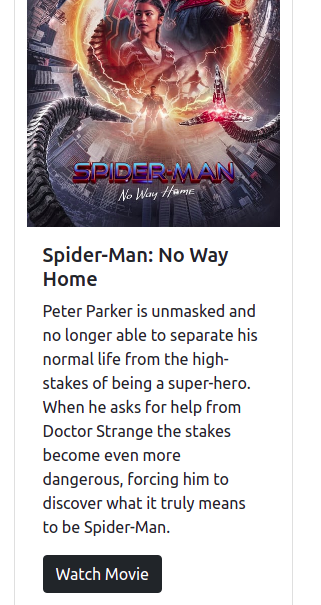 SPIDER-MAN
No Way Home
Spider-Man: No Way
Home
Peter Parker is unmasked and
no longer able to separate his
normal life from the high-
stakes of being a super-hero.
When he asks for help from
Doctor Strange the stakes
become even more
dangerous, forcing him to
discover what it truly means
to be Spider-Man.
Watch Movie